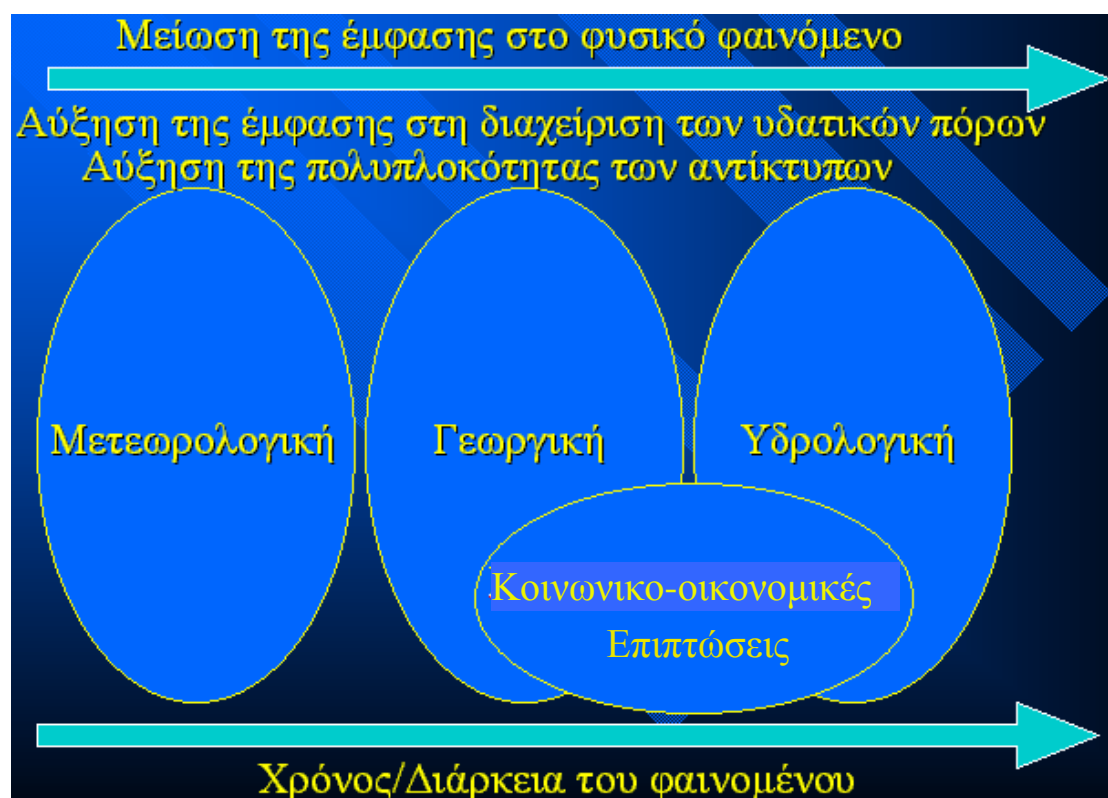 Μείωση της έμφασης στο φυσικό φαινόμενο
Αύξηση της έμφασης στη διαχείριση των υδατικών πόρων
Αύξηση της πολυπλοκότητας των αντίκτυπων
Μετεωρολογική
Γεωργική
Υδρολογική
Κοινωνικο-οικονομικές
Επιπτώσεις
Χρόνος/Διάρκεια του φαινομένου